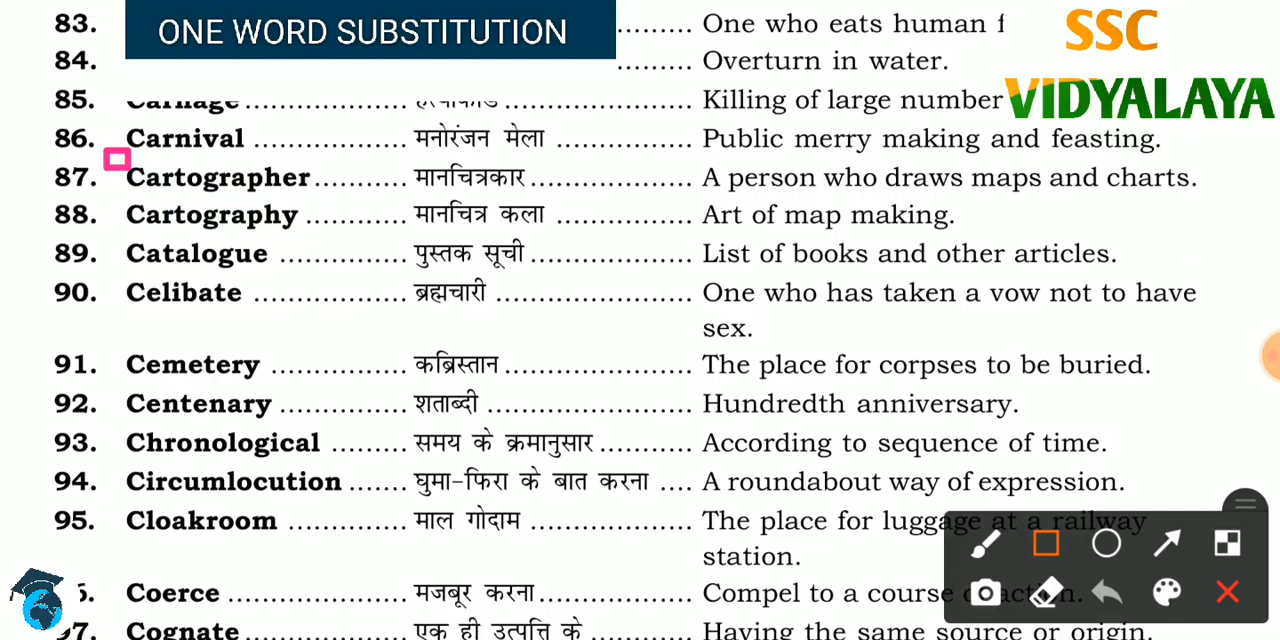 ONE WORD SUBSTITUTION
SSC
VIDYALAYA
83. ......... One who eats human
84. ......... Overturn in water.
85. Carnage .................. हत्याकांड ..................... Killing of large number
86. Carnival .................. मनोरंजन मेला ................ Public merry making and feasting.
87. Cartographer........... मानचित्रकार................... A person who draws maps and charts.
88. Cartography ............ मानचित्र कला ................ Art of map making.
89. Catalogue ............... पुस्तक सूची................... List of books and other articles.
90. Celibate .................. ब्रह्मचारी....................... One who has taken a vow not to have
sex.
91. Cemetery ................ कब्रिस्तान...................... The place for corpses to be buried.
92. Centenary ............... शताब्दी........................ Hundredth anniversary.
93. Chronological .......... समय के क्रमानुसार........... According to sequence of time.
94. Circumlocution ....... घुमा-फिरा के बात करना .... A roundabout way of expression.
95. Cloakroom .............. माल गोदाम ................... The place for luggage at a railway
station.
Coerce ..................... मजबूर करना.................. Compel to a course of action.
97. Cognate .................. एक ही उत्पत्ति के ........... Having the same source or origin.